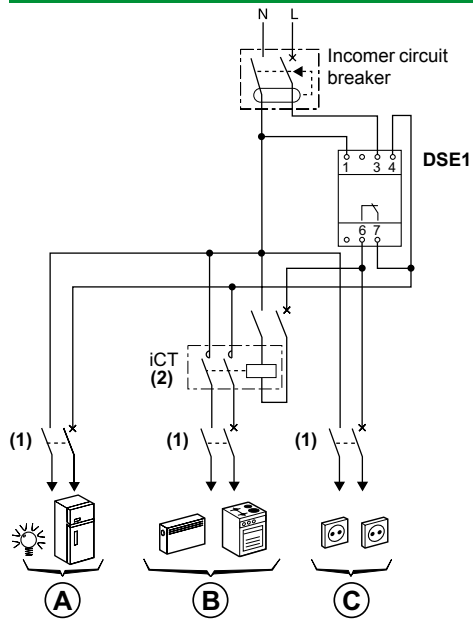 N L
Incomer circuit
breaker
DSE1
1 3 4
6 7
iCT
(2)
(1) (1) (1)
A B C